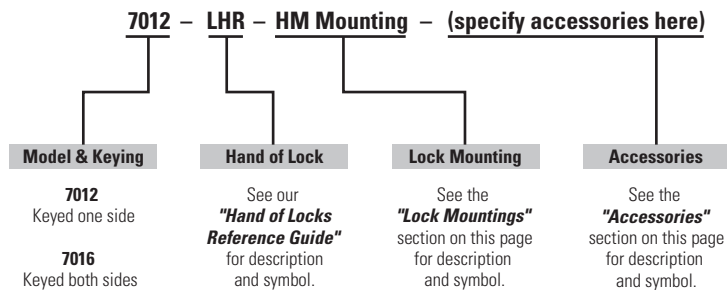 7012 – LHR – HM Mounting – (specify accessories here)
Model & Keying
7012
Keyed one side
7016
Keyed both sides
Hand of Lock
See our
"Hand of Locks
Reference Guide"
for description
and symbol.
Lock Mounting
See the
"Lock Mountings"
section on this page
for description
and symbol.
Accessories
See the
"Accessories"
section on this page
for description
and symbol.